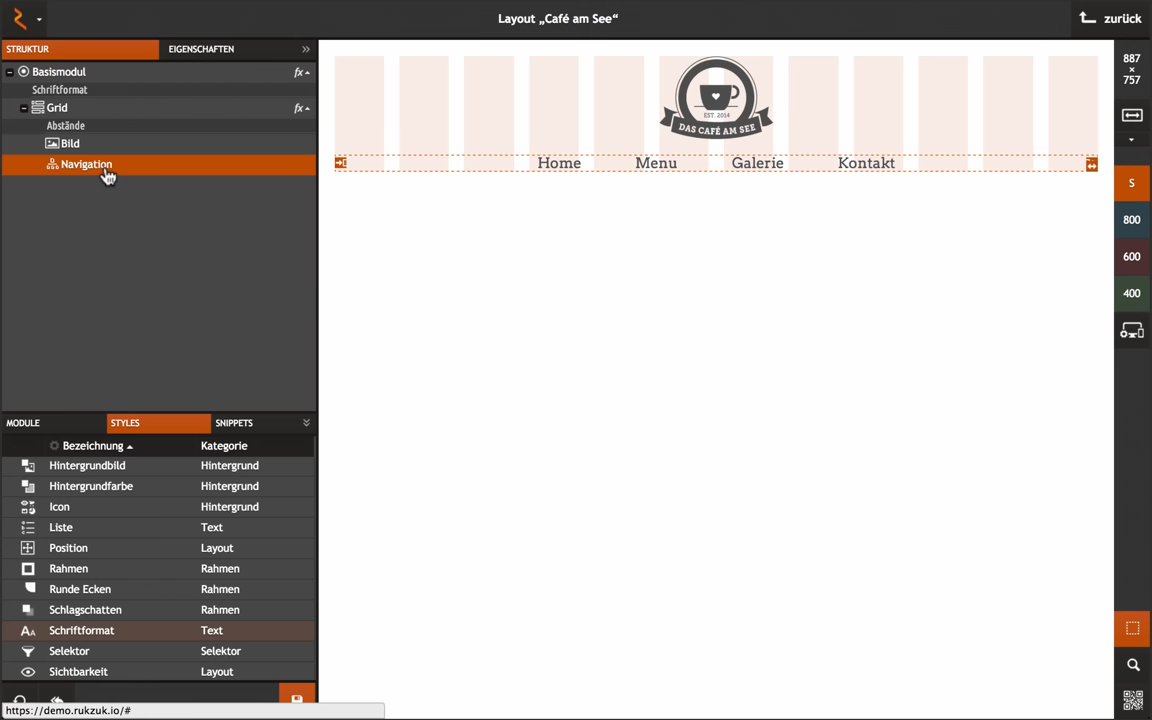 Layout „Café am See“
zurück
STRUKTUR
EIGENSCHAFTEN
Basismodul
fx
Schriftformat
Grid
fx
Abstände
Bild
Navigation
EST. 2014
DAS CAFÉ AM SEE
Home Menu Galerie Kontakt
887
×
757
S
800
600
400
MODULE STYLES SNIPPETS
Bezeichnung Kategorie
Hintergrundbild Hintergrund
Hintergrundfarbe Hintergrund
Icon Hintergrund
Liste Text
Position Layout
Rahmen Rahmen
Runde Ecken Rahmen
Schlagschatten Rahmen
Schriftformat Text
Selektor Selektor
Sichtbarkeit Layout
https://demo.rukzuk.io/#